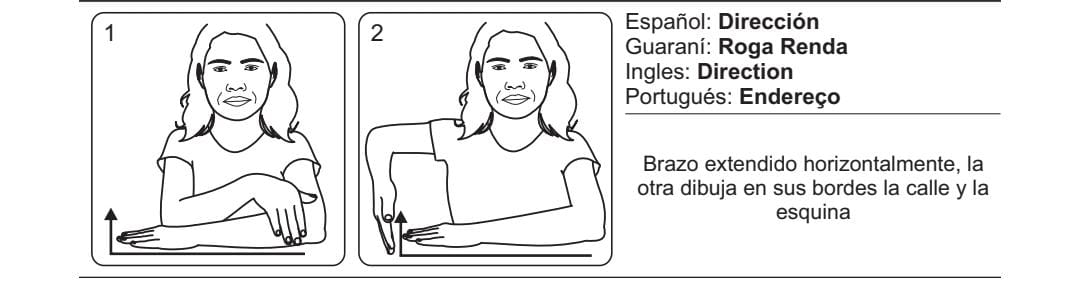 1
2
Español: Dirección
Guaraní: Roga Renda
Ingles: Direction
Portugués: Endereço
Brazo extendido horizontalmente, la
otra dibuja en sus bordes la calle y la
esquina